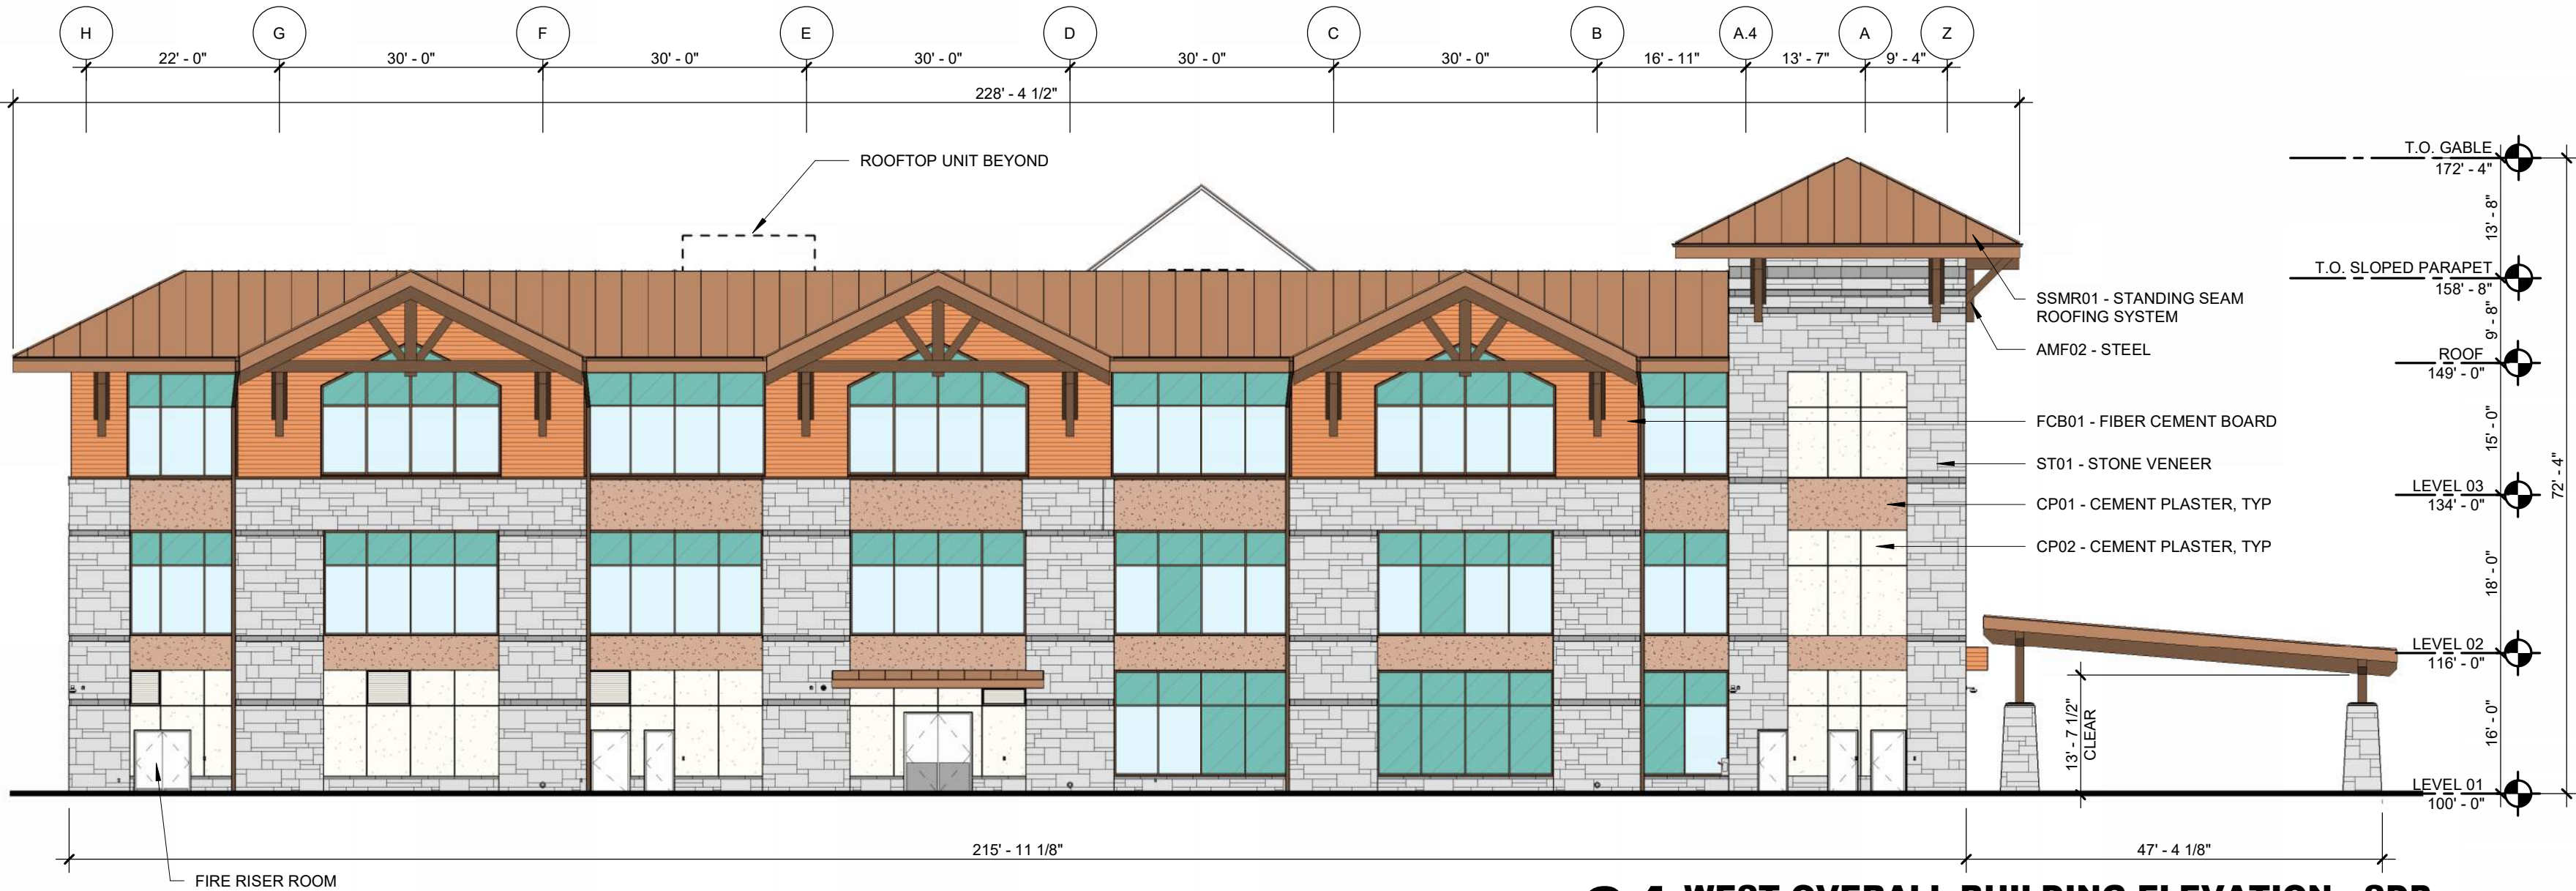 H G F E D C B A.4 A Z
22' - 0" 30' - 0" 30' - 0" 30' - 0" 30' - 0" 30' - 0" 16' - 11" 13' - 7" 9' - 4"
228' - 4 1/2"
ROOFTOP UNIT BEYOND
T.O. GABLE
172' - 4"
13' - 8"
T.O. SLOPED PARAPET
158' - 8"
SSMR01 - STANDING SEAM
ROOFING SYSTEM
9' - 8"
AMF02 - STEEL
ROOF
149' - 0"
15' - 0"
FCB01 - FIBER CEMENT BOARD
ST01 - STONE VENEER
72' - 4"
LEVEL 03
134' - 0"
CP01 - CEMENT PLASTER, TYP
CP02 - CEMENT PLASTER, TYP
18' - 0"
LEVEL 02
116' - 0"
13' - 7 1/2"
CLEAR
16' - 0"
LEVEL 01
100' - 0"
215' - 11 1/8"
47' - 4 1/8"
FIRE RISER ROOM
WEST OVERALL BUILDING ELEVATION